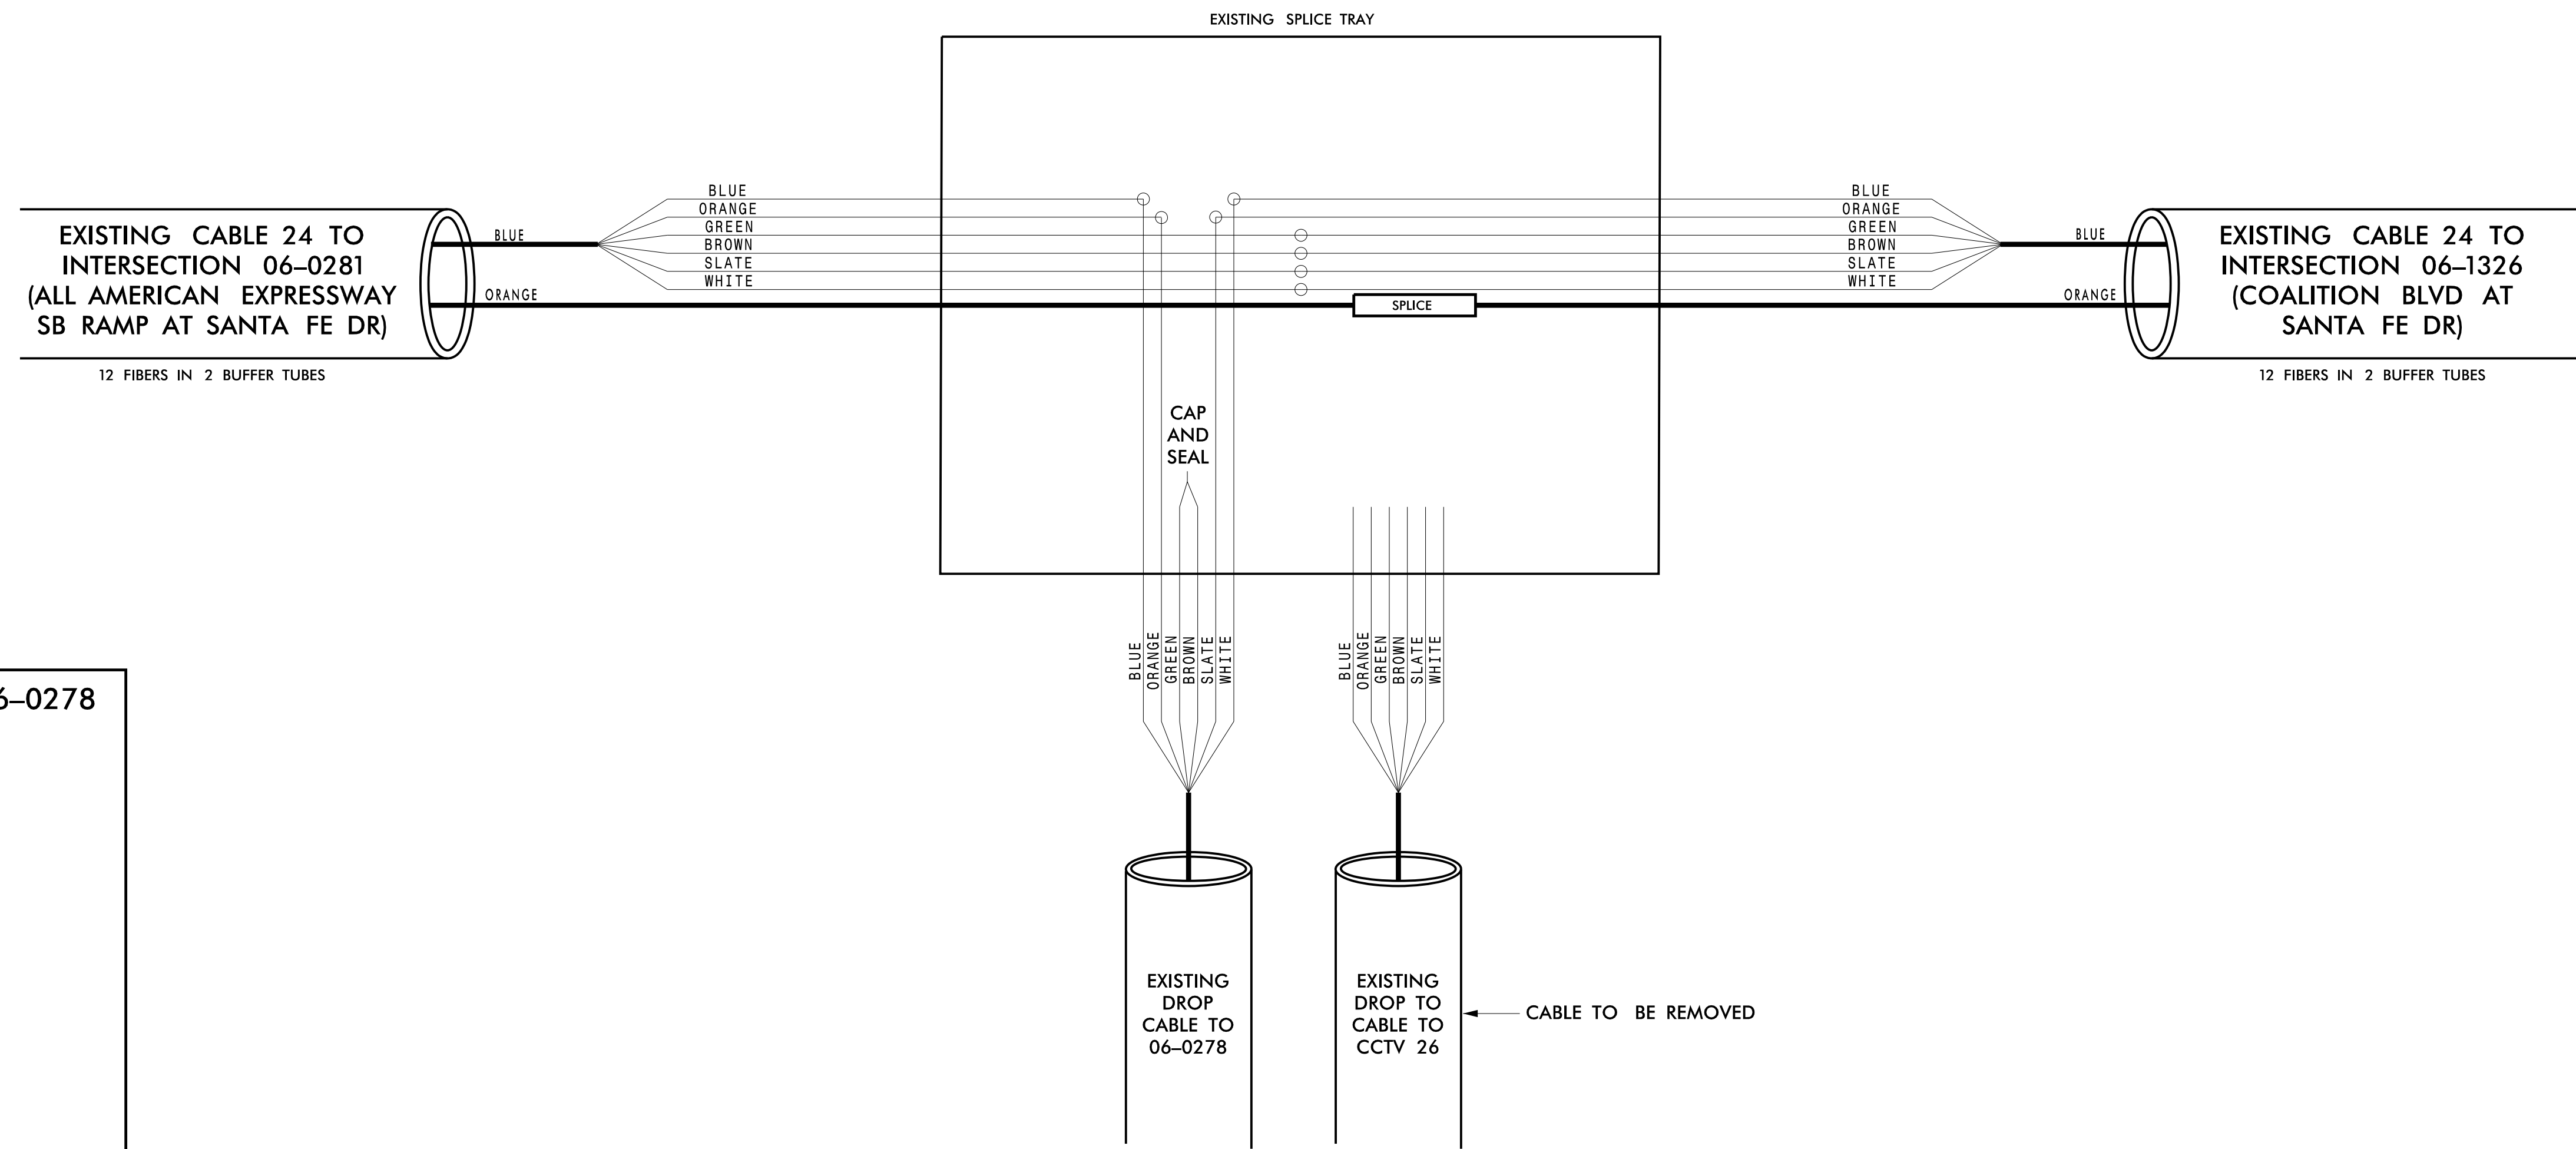 EXISTING SPLICE TRAY
EXISTING CABLE 24 TO
INTERSECTION 06–0281
(ALL AMERICAN EXPRESSWAY
SB RAMP AT SANTA FE DR)
12 FIBERS IN 2 BUFFER TUBES
BLUE
ORANGE
BLUE
ORANGE
GREEN
BROWN
SLATE
WHITE
SPLICE
BLUE
ORANGE
GREEN
BROWN
SLATE
WHITE
BLUE
ORANGE
EXISTING CABLE 24 TO
INTERSECTION 06–1326
(COALITION BLVD AT
SANTA FE DR)
12 FIBERS IN 2 BUFFER TUBES
CAP
AND
SEAL
BLUE
ORANGE
GREEN
BROWN
SLATE
WHITE
BLUE
ORANGE
GREEN
BROWN
SLATE
WHITE
6–0278
EXISTING
DROP
CABLE TO
06–0278
EXISTING
DROP TO
CABLE TO
CCTV 26
CABLE TO BE REMOVED